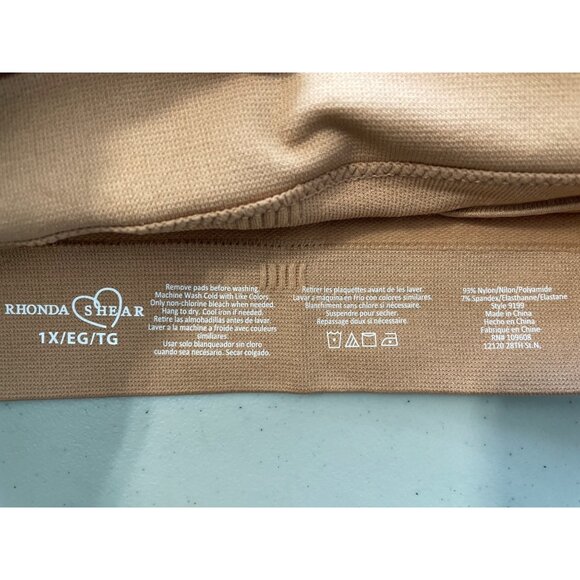 RHONDA SHEAR
1X/EG/TG
Remove pads before washing.
Machine Wash Cold with Like Colors.
Only non-chlorine bleach when needed.
Hang to dry. Cool iron if needed.
Retire las almohadillas antes de lavar.
Laver a la machine a froide avec couleurs
similaires.
Usar solo blanqueador sin cloro
cuando sea necesario. Secar colgado.
Retirer les plaquettes avant de les laver.
Lavar a maquina en frio con colores similares.
Blanchiment sans chlore si nécessaire.
Suspendre pour secher.
Repassage doux si nécessaire.
93% Nylon/Nilon/Polyamide
7% Spandex/Elasthanne/Elastane
Style 9199
Made in China
Hecho en China
Fabriqué en Chine
RN# 109608
12120 28TH St.N,